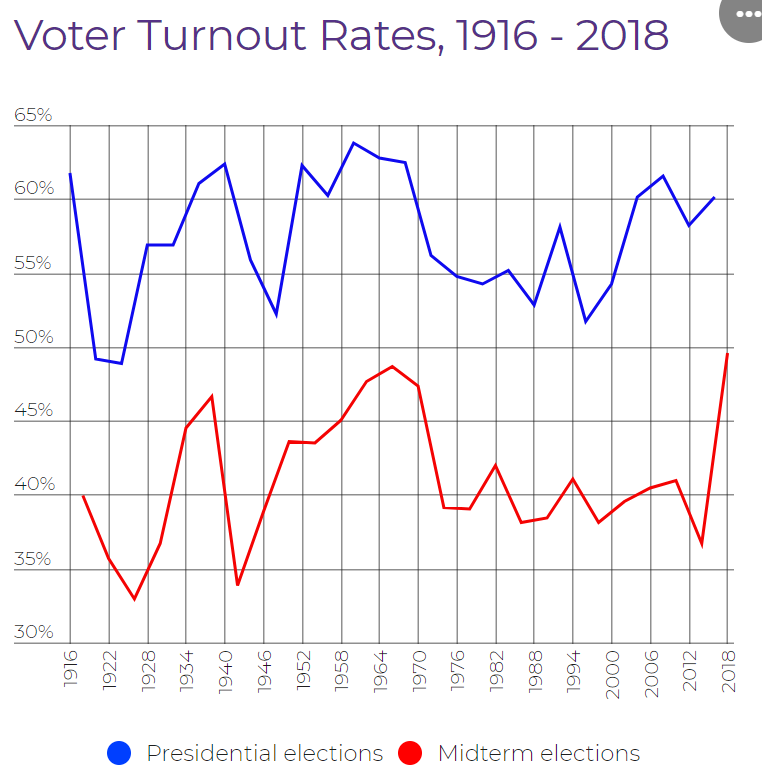 Voter Turnout Rates, 1916 - 2018
65%
60%
55%
50%
45%
40%
35%
30%
1916 1922 1928 1934 1940 1946 1952 1958 1964 1970 1976 1982 1988 1994 2000 2006 2012 2018
Presidential elections Midterm elections